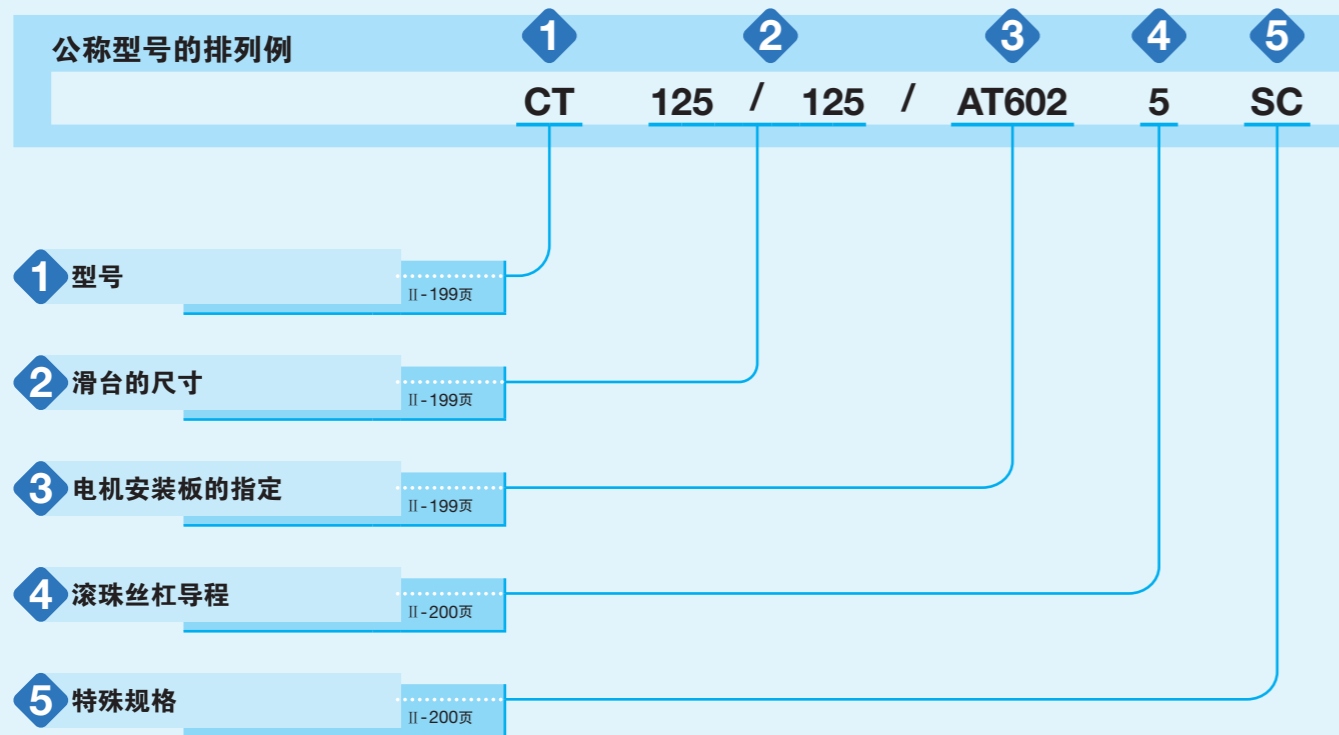 公称型号的排列例
1 2 3 4 5
CT 125 / 125 / AT602 5 SC
1 型号
II-199页
2 滑台的尺寸
II-199页
3 电机安装板的指定
II-199页
4 滚珠丝杠导程
II-200页
5 特殊规格
II-200页